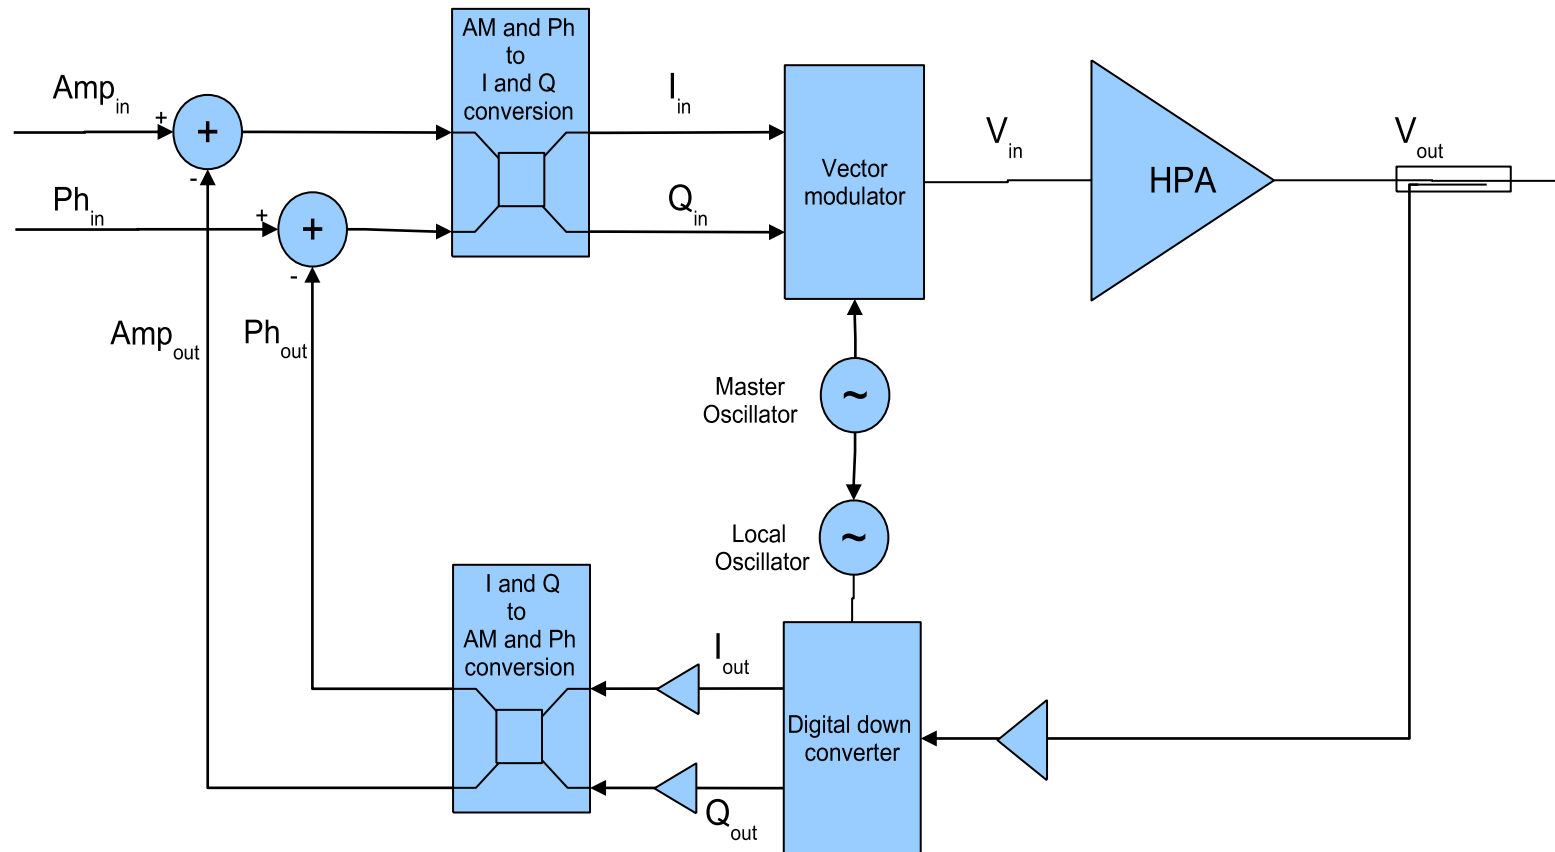 AM and Ph
to
I and Q
conversion
Amp in
+
+
-
Ph in
+
+
-
I in
Q in
Vector
modulator
V in
HPA
V out
Amp out
Ph out
Master
Oscillator
~
Local
Oscillator
~
I and Q
to
AM and Ph
conversion
I out
Q out
Digital down
converter